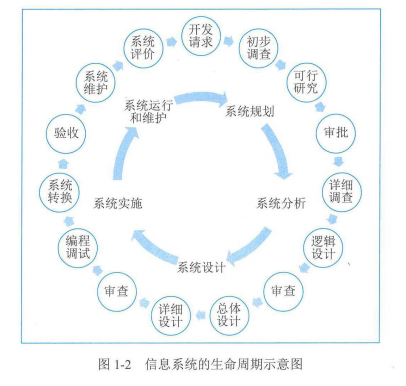 开发
请求
初步
调查
可行
研究
审批
详细
调查
逻辑
设计
审查
总体
设计
详细
设计
审查
编程
调试
系统
转换
验收
系统
维护
系统
评价
系统规划
系统分析
系统设计
系统实施
系统运行
和维护
图 1-2 信息系统的生命周期示意图